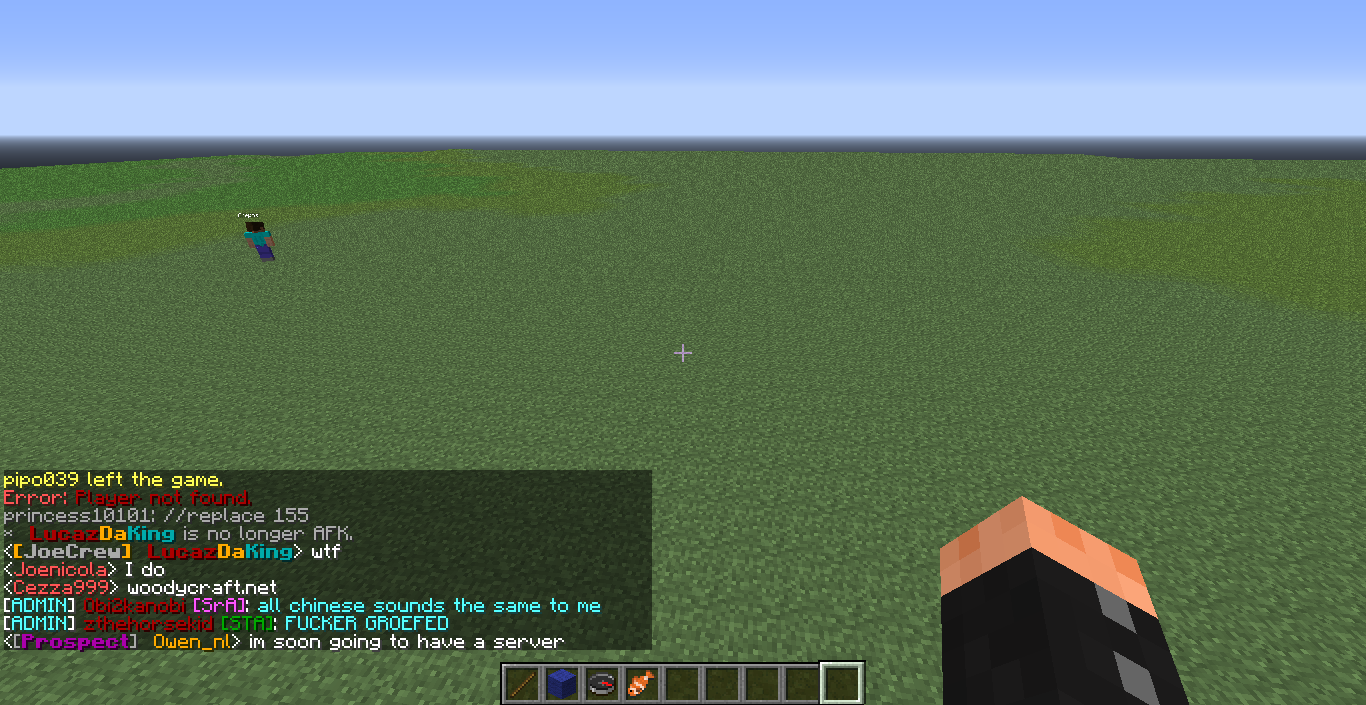 pipo039 left the game.
Error: Player not found.
princess10101: //replace 155
* LucazDaKing is no longer AFK.
<[JoeCrew] LucazDaKing> wtf
<Joenicola> I do
<Cezza999> woodycraft.net
[ADMIN] Obi2kanobi [SrA]: all chinese sounds the same to me
[ADMIN] zfthehorsekid [STA]: FUCKER GROEFED
<[Prospect] Owen_nl> im soon going to have a server